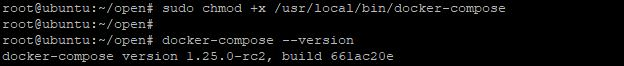 root@ubuntu:~/open# sudo chmod +x /usr/local/bin/docker-compose
root@ubuntu:~/open#
root@ubuntu:~/open# docker-compose --version
docker-compose version 1.25.0-rc2, build 661ac20e